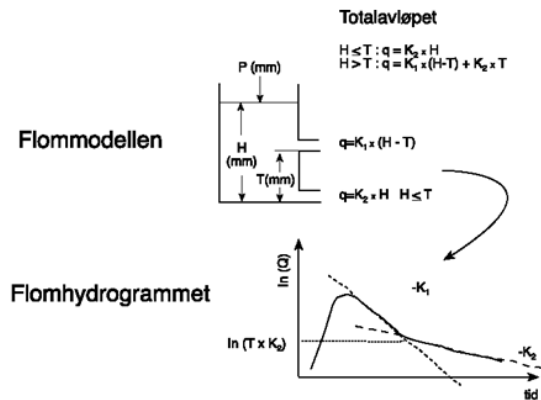 Totalavløpet
H ≤ T : q = K₂ x H
H > T : q = K₁ x (H-T) + K₂ x T
P (mm)
Flommodellen
H
(mm)
T(mm)
q=K₁ x (H - T)
q=K₂ x H H ≤ T
Flomhydrogrammet
ln (Q)
-K₁
ln (T x K₂)
-K₂
tid